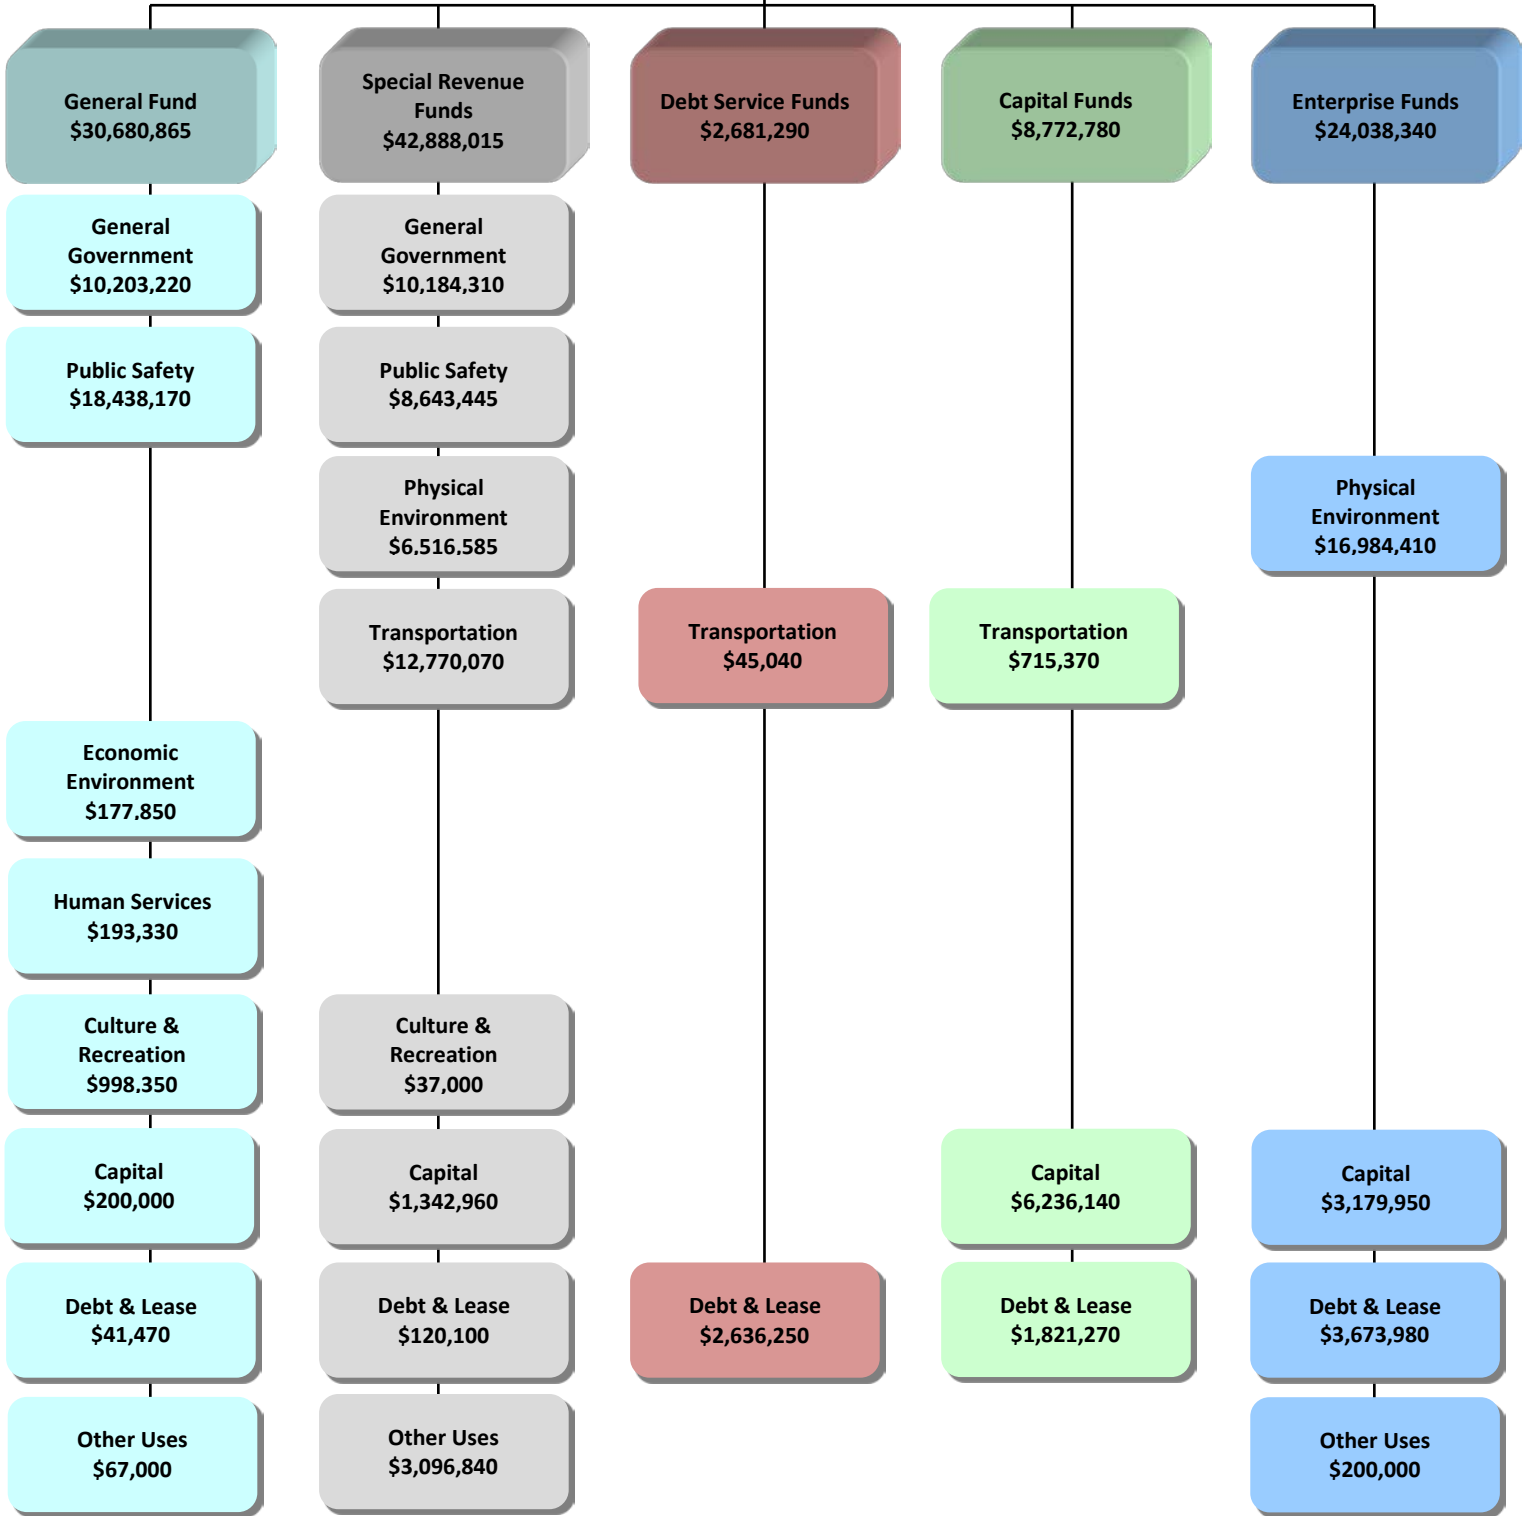 General Fund
$30,680,865
Special Revenue
Funds
$42,888,015
Debt Service Funds
$2,681,290
Capital Funds
$8,772,780
Enterprise Funds
$24,038,340
General
Government
$10,203,220
General
Government
$10,184,310
Public Safety
$18,438,170
Public Safety
$8,643,445
Physical
Environment
$6,516,585
Physical
Environment
$16,984,410
Transportation
$12,770,070
Transportation
$45,040
Transportation
$715,370
Economic
Environment
$177,850
Human Services
$193,330
Culture &
Recreation
$998,350
Culture &
Recreation
$37,000
Capital
$200,000
Capital
$1,342,960
Capital
$6,236,140
Capital
$3,179,950
Debt & Lease
$41,470
Debt & Lease
$120,100
Debt & Lease
$2,636,250
Debt & Lease
$1,821,270
Debt & Lease
$3,673,980
Other Uses
$67,000
Other Uses
$3,096,840
Other Uses
$200,000